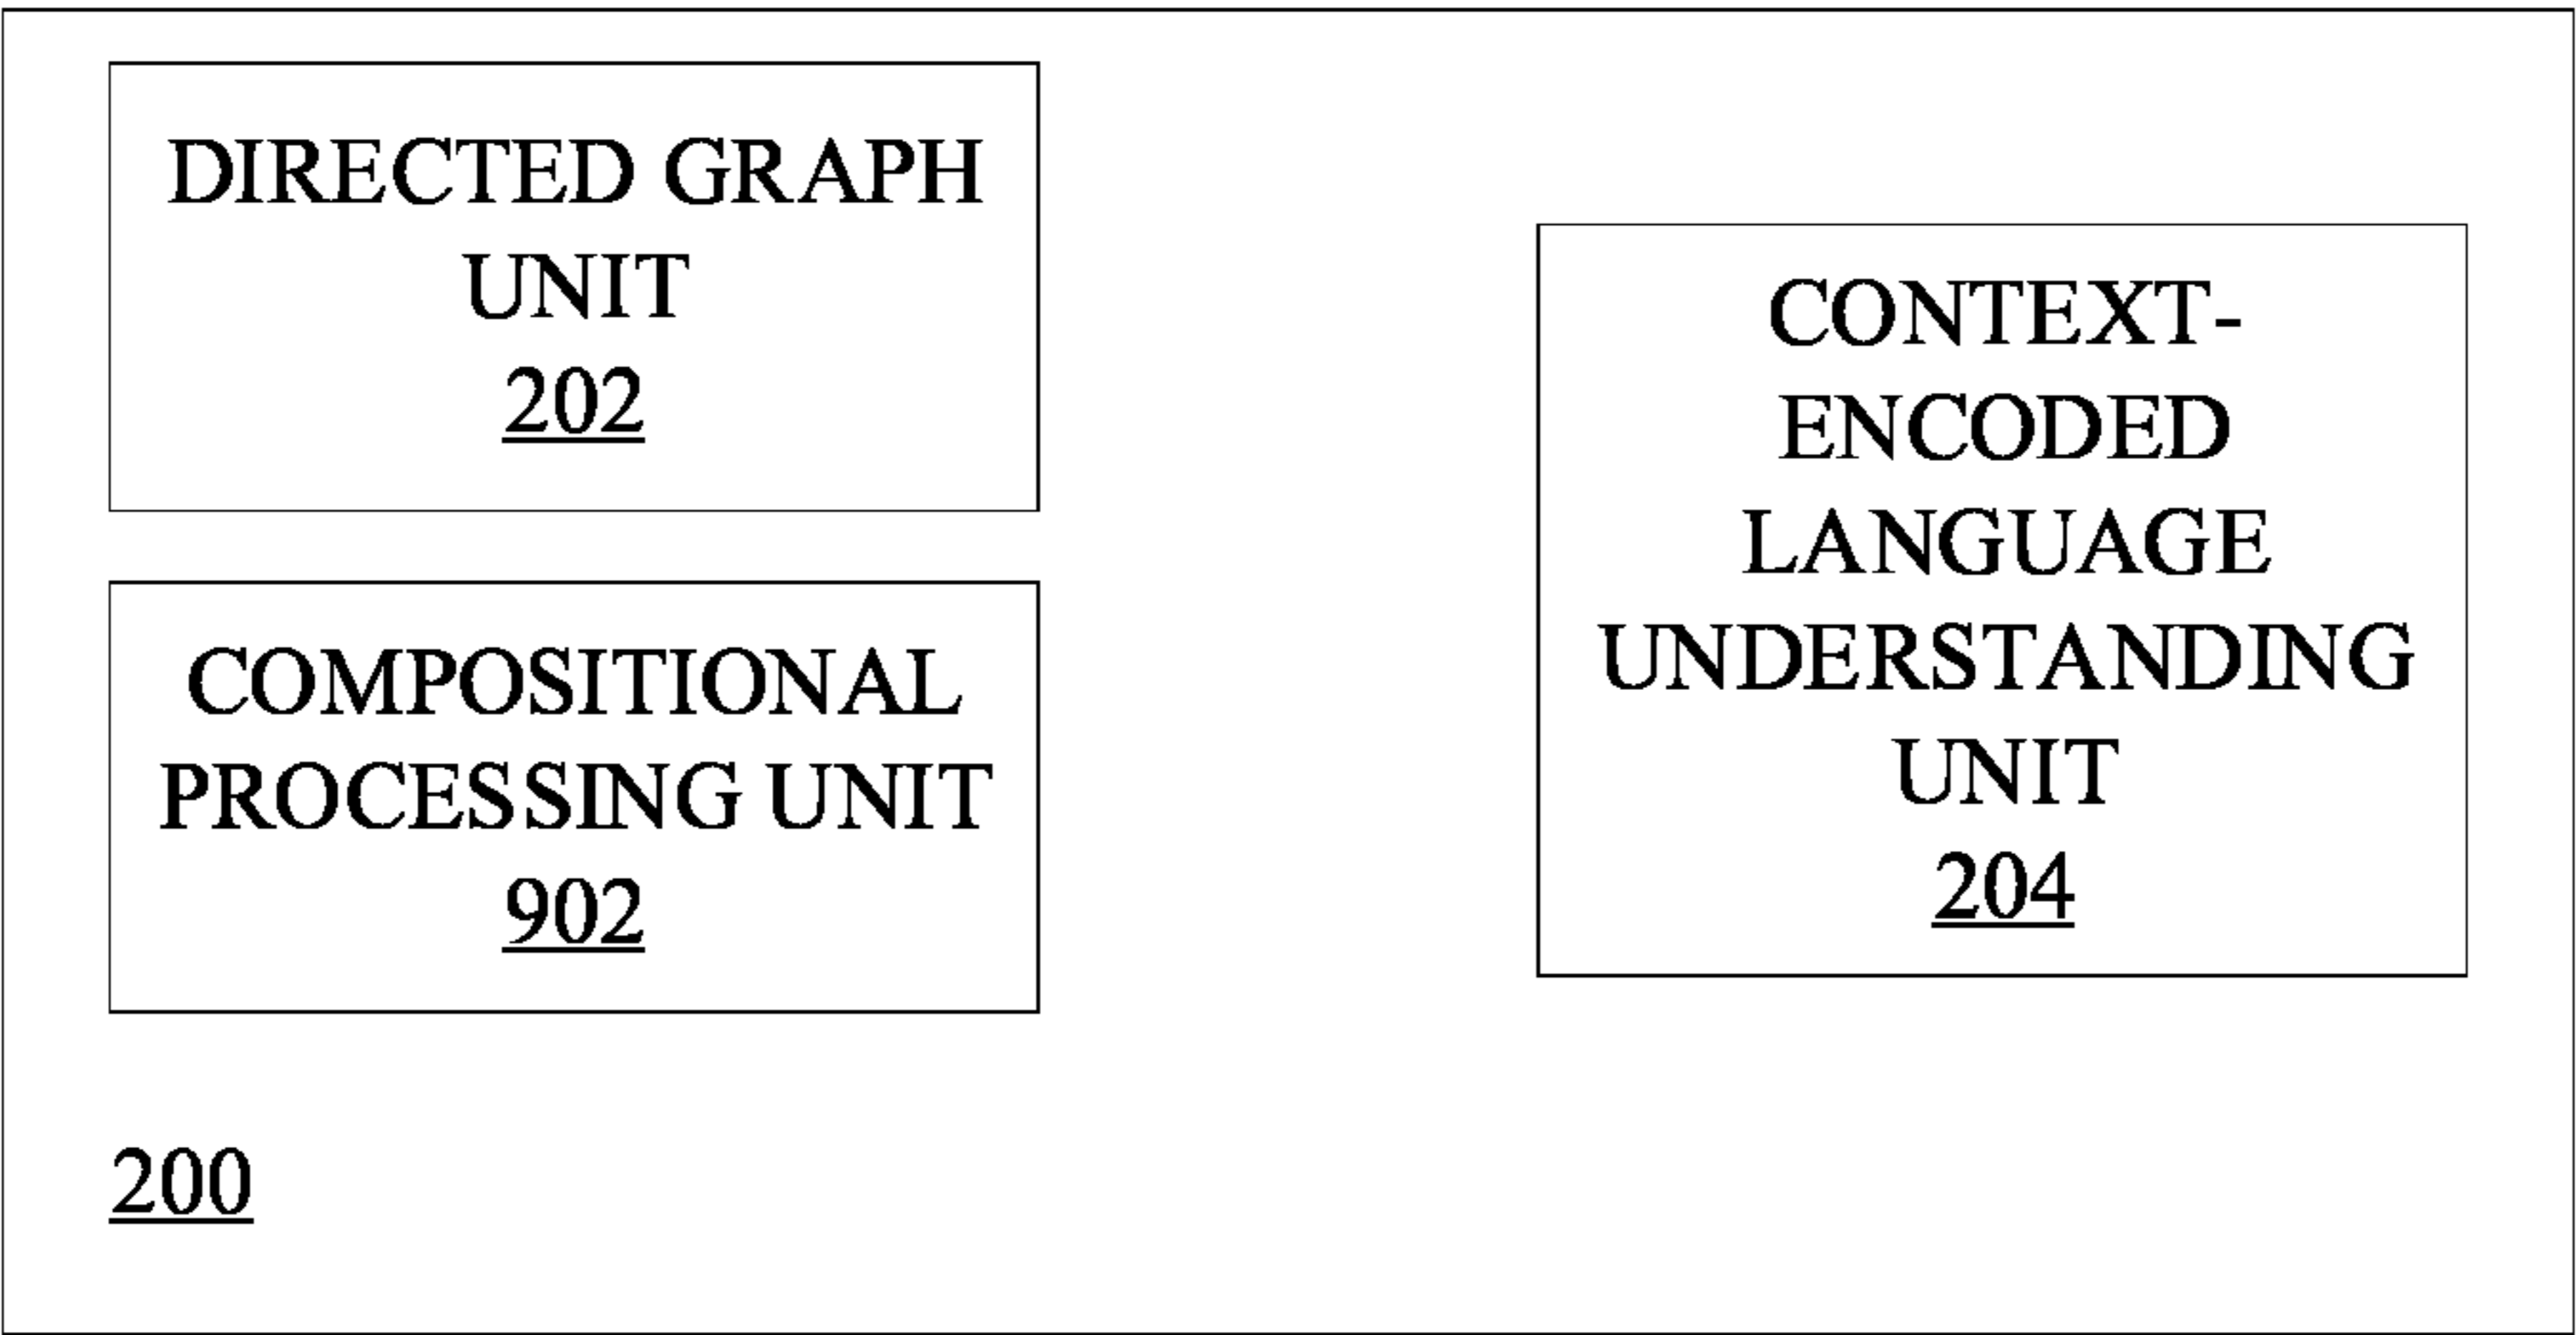 DIRECTED GRAPH
UNIT
202
COMPOSITIONAL
PROCESSING UNIT
902
CONTEXT-
ENCODED
LANGUAGE
UNDERSTANDING
UNIT
204
200